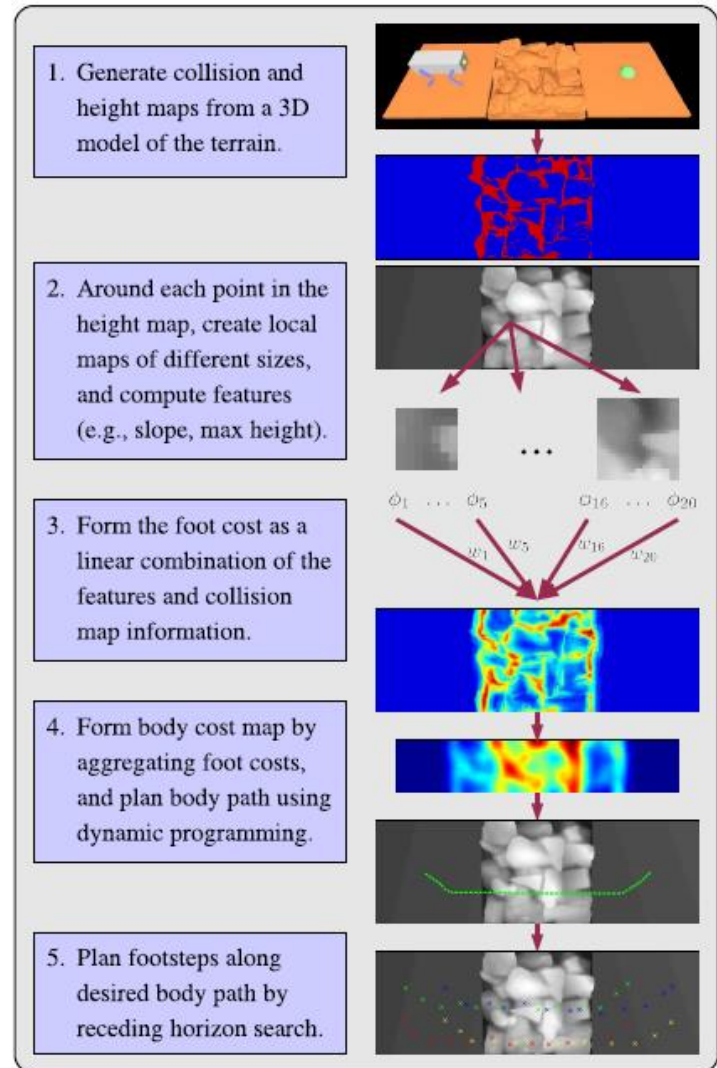 1. Generate collision and
height maps from a 3D
model of the terrain.
2. Around each point in the
height map, create local
maps of different sizes,
and compute features
(e.g., slope, max height).
...
ϕ1 ... ϕ5 ϕ16 ... ϕ20
3. Form the foot cost as a
linear combination of the
features and collision
map information.
w1 w5 w16 w20
4. Form body cost map by
aggregating foot costs,
and plan body path using
dynamic programming.
5. Plan footsteps along
desired body path by
receding horizon search.